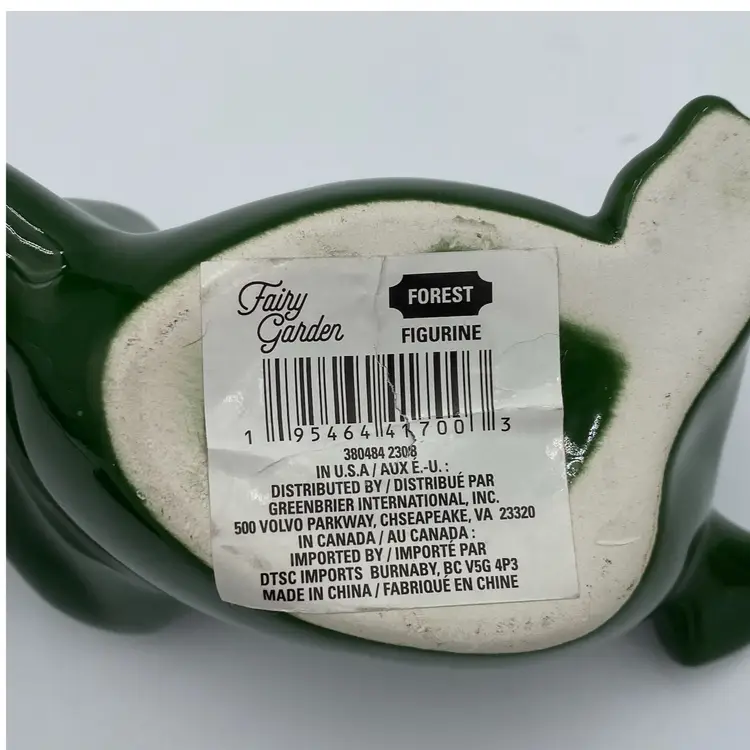 Fairy
Garden
FOREST
FIGURINE
1 95464 41700 3
380484 2308
IN U.S.A / AUX É.-U. :
DISTRIBUTED BY / DISTRIBUÉ PAR
GREENBRIER INTERNATIONAL, INC.
500 VOLVO PARKWAY, CHSEAPEAKE, VA 23320
IN CANADA / AU CANADA :
IMPORTED BY / IMPORTÉ PAR
DTSC IMPORTS BURNABY, BC V5G 4P3
MADE IN CHINA / FABRIQUÉ EN CHINE